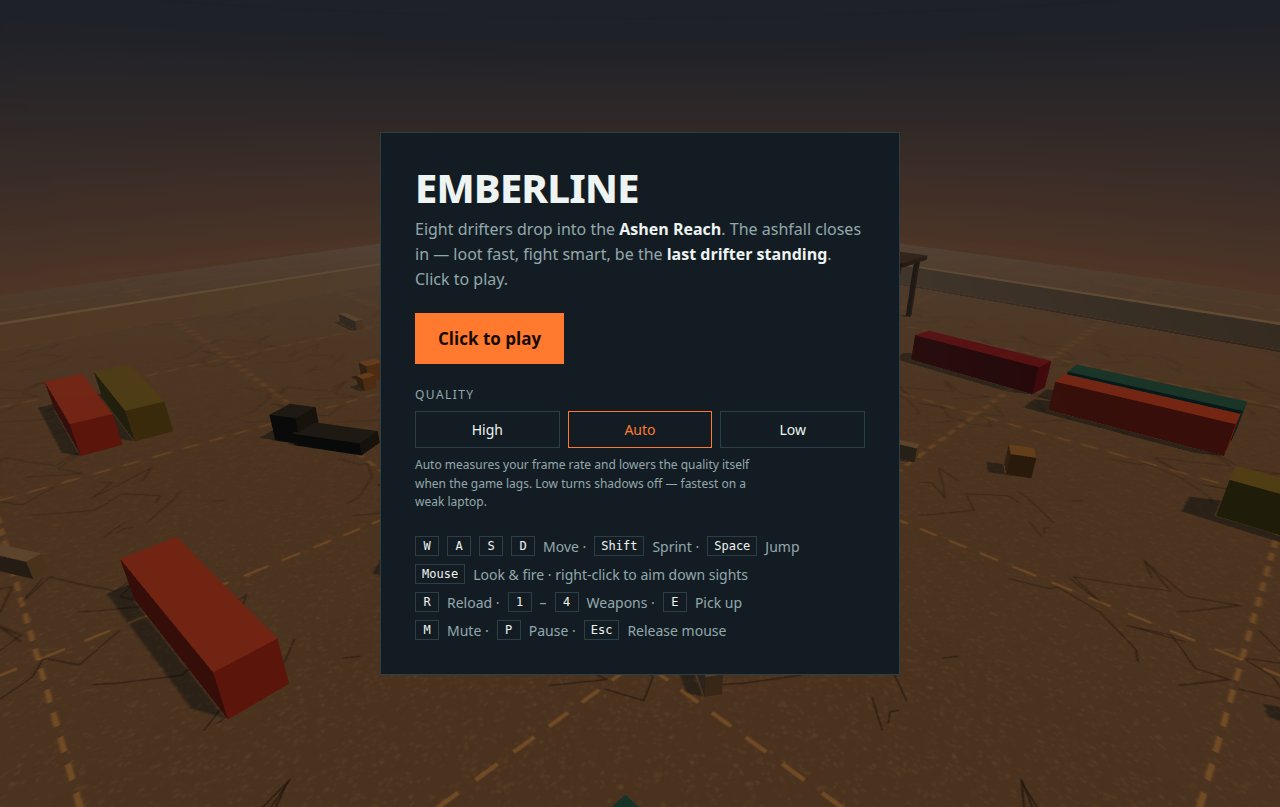 EMBERLINE
Eight drifters drop into the Ashen Reach. The ashfall closes
in — loot fast, fight smart, be the last drifter standing.
Click to play.
Click to play
QUALITY
High Auto Low
Auto measures your frame rate and lowers the quality itself
when the game lags. Low turns shadows off — fastest on a
weak laptop.
W A S D Move · Shift Sprint · Space Jump
Mouse Look & fire · right-click to aim down sights
R Reload · 1 – 4 Weapons · E Pick up
M Mute · P Pause · Esc Release mouse